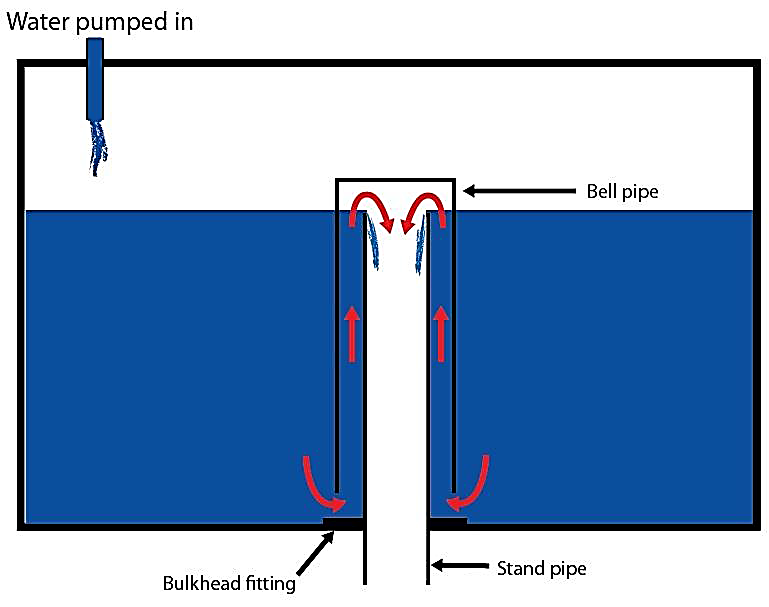 Water pumped in
Bell pipe
Stand pipe
Bulkhead fitting